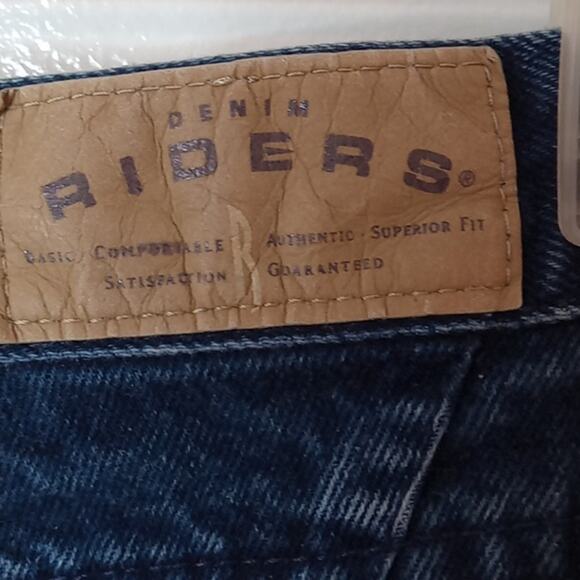 DENIM
RIDERS®
BASIC · COMFORTABLE R AUTHENTIC · SUPERIOR FIT
SATISFACTION GUARANTEED